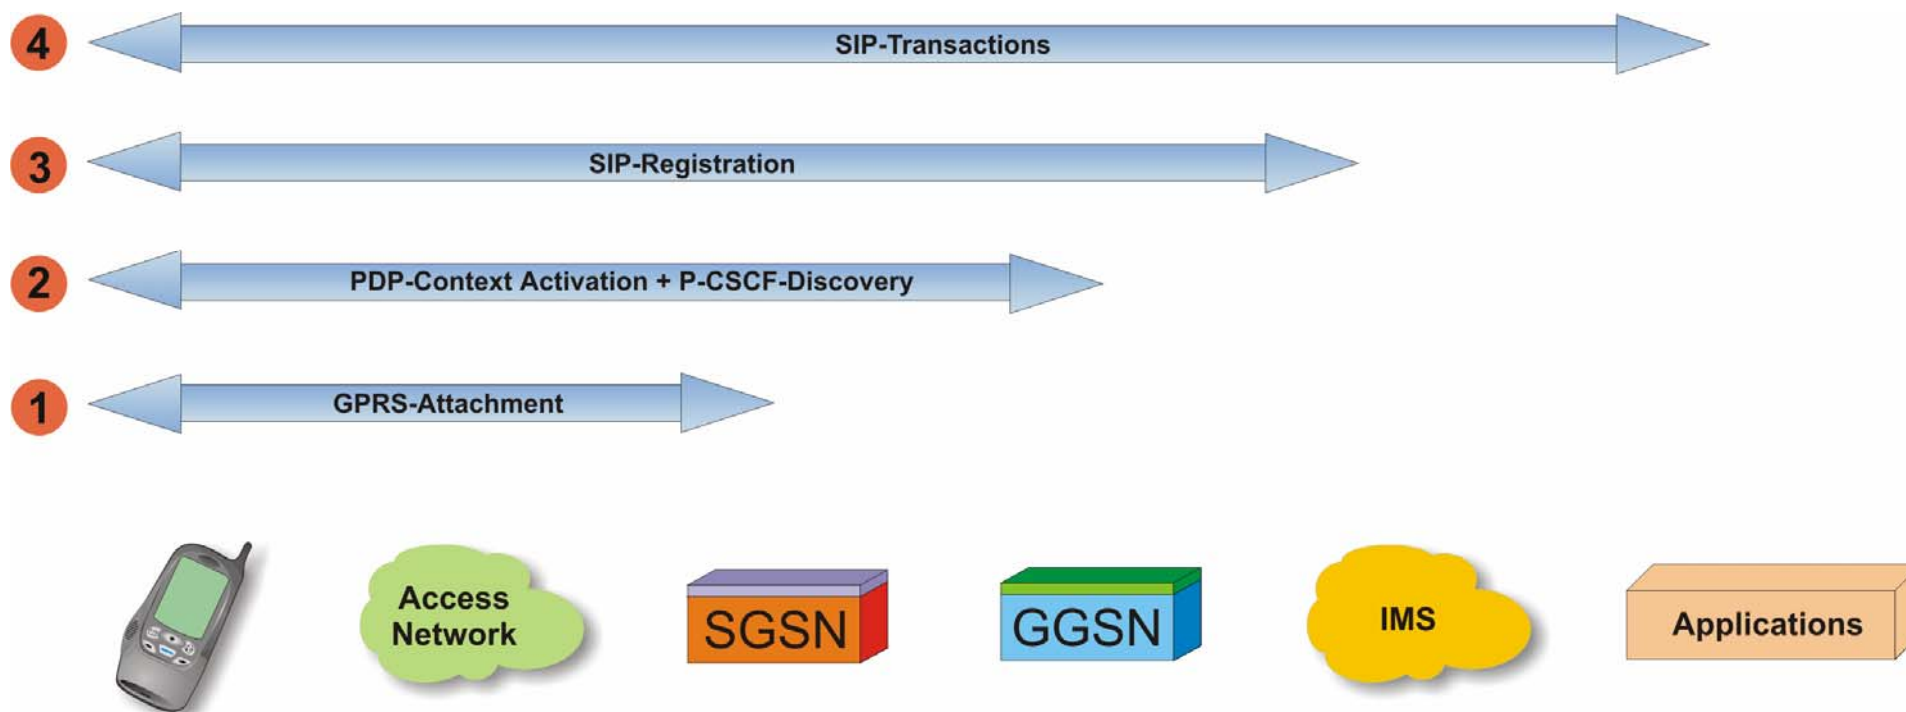 4
SIP-Transactions
3
SIP-Registration
2
PDP-Context Activation + P-CSCF-Discovery
1
GPRS-Attachment
Access
Network
SGSN
GGSN
IMS
Applications